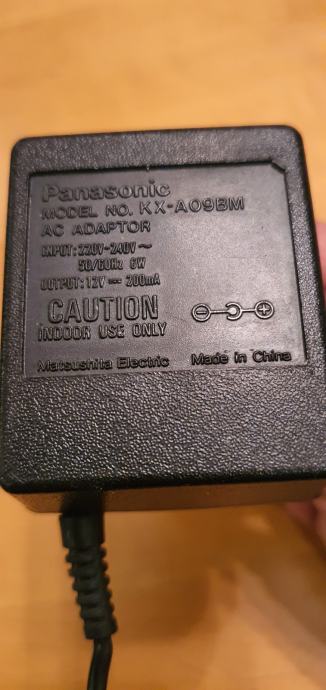 Panasonic
MODEL NO. KX-A09BM
AC ADAPTOR
INPUT: 220V-240V ~
50/60Hz 6W
OUTPUT: 12V ⎓ 200mA
CAUTION
INDOOR USE ONLY
Matsushita Electric Made in China